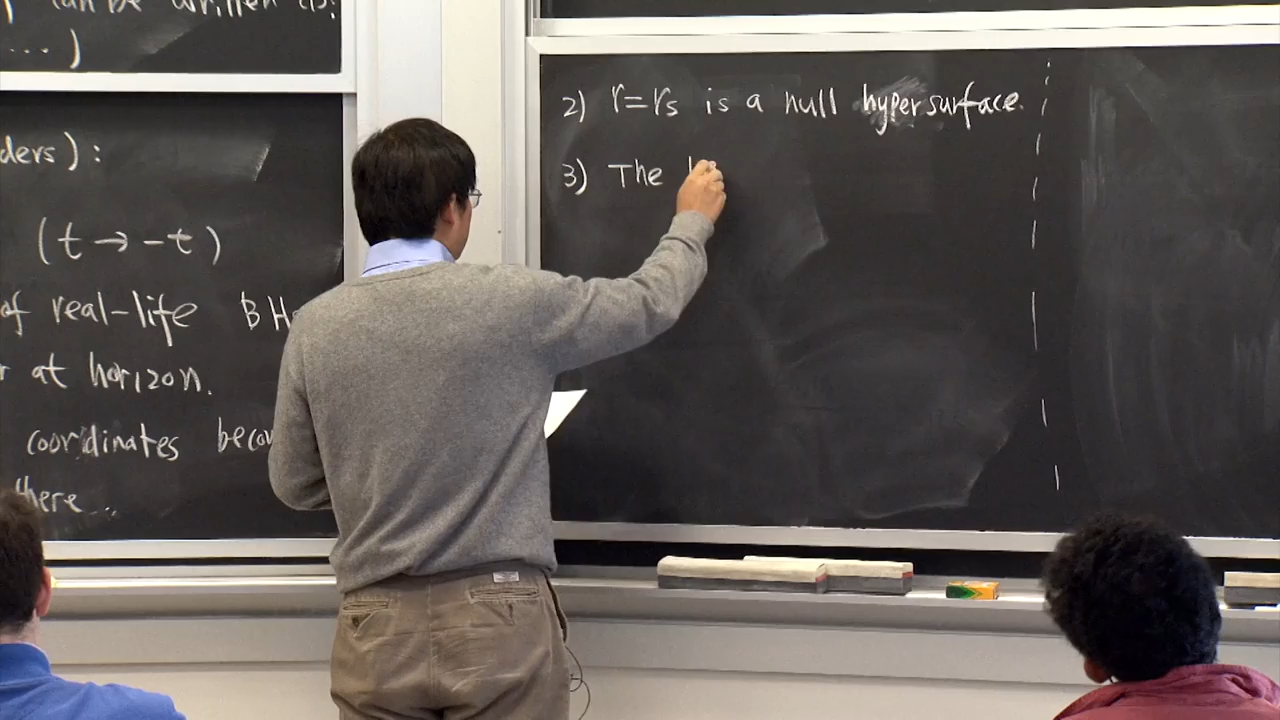 can be written as:
...)
ders):
(t → -t)
of real-life BH
r at horizon.
coordinates becom
there...
2) r=rs is a null hypersurface.
3) The